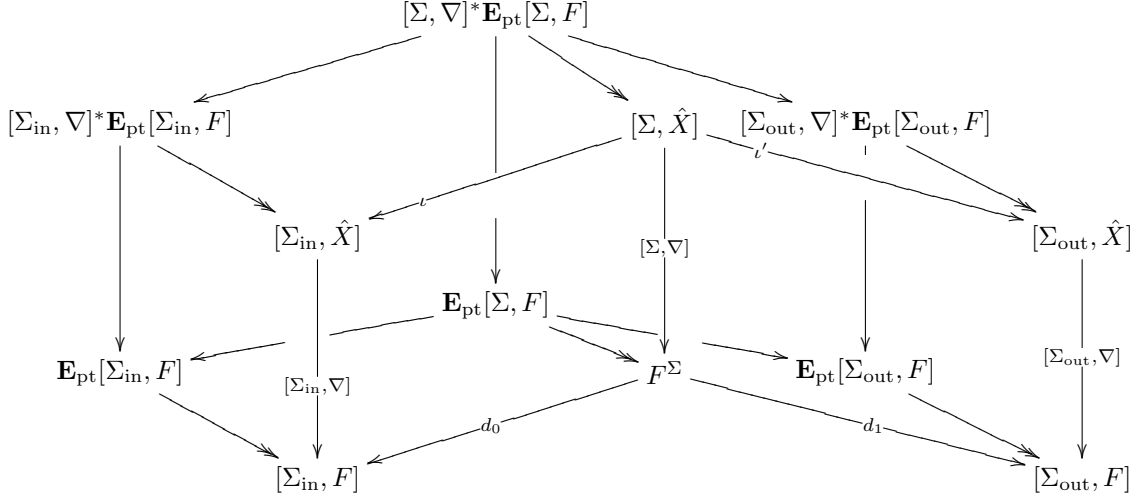 [Σ, ∇]*E_pt[Σ, F]
[Σ_in, ∇]*E_pt[Σ_in, F] [Σ, X̂] [Σ_out, ∇]*E_pt[Σ_out, F]
ι′
ι
[Σ_in, X̂] [Σ,∇] [Σ_out, X̂]
E_pt[Σ, F]
[Σ_out,∇]
E_pt[Σ_in, F] F^Σ E_pt[Σ_out, F]
[Σ_in,∇]
d_0 d_1
[Σ_in, F] [Σ_out, F]